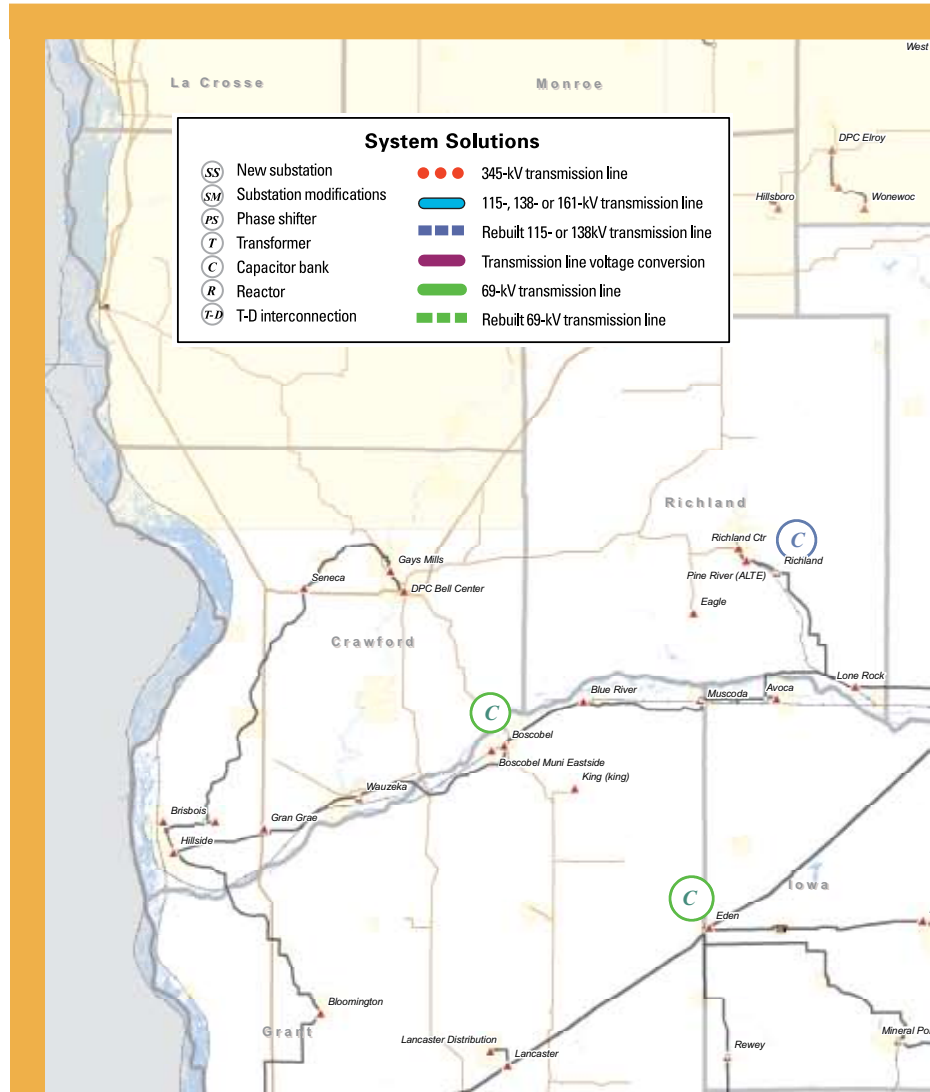 West
La Crosse
Monroe
System Solutions
SS New substation
SM Substation modifications
PS Phase shifter
T Transformer
C Capacitor bank
R Reactor
T-D T-D interconnection
345-kV transmission line
115-, 138- or 161-kV transmission line
Rebuilt 115- or 138kV transmission line
Transmission line voltage conversion
69-kV transmission line
Rebuilt 69-kV transmission line
DPC Elroy
Hillsboro
Wonewoc
Richland
Richland Ctr
C
Richland
Pine River (ALTE)
Gays Mills
Seneca
DPC Bell Center
Eagle
Crawford
Lone Rock
Blue River
Muscoda
Avoca
C
Boscobel
Boscobel Muni Eastside
King (king)
Wauzeka
Brisbois
Gran Grae
Hillside
C
Iowa
Eden
Bloomington
Grant
Lancaster Distribution
Lancaster
Rewey
Mineral Poi